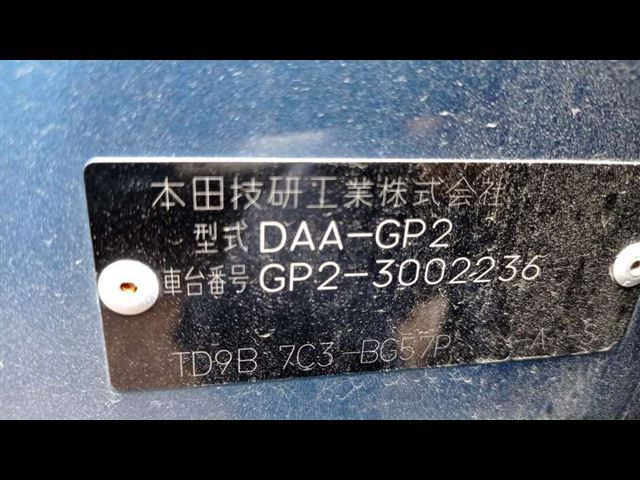 本田技研工業株式会社
型式 DAA-GP2
車台番号 GP2-3002236
TD9B 7C3-BG57P A S